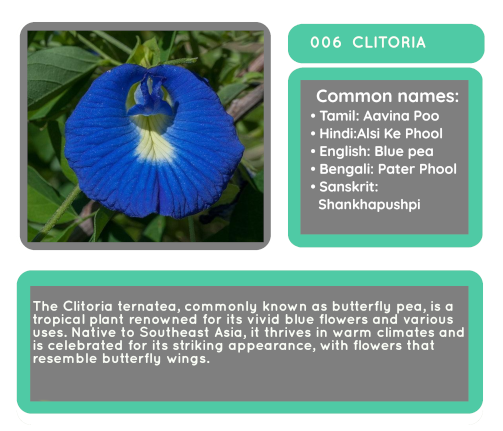 006 CLITORIA
Common names:
• Tamil: Aavina Poo
• Hindi:Alsi Ke Phool
• English: Blue pea
• Bengali: Pater Phool
• Sanskrit:
Shankhapushpi
The Clitoria ternatea, commonly known as butterfly pea, is a
tropical plant renowned for its vivid blue flowers and various
uses. Native to Southeast Asia, it thrives in warm climates and
is celebrated for its striking appearance, with flowers that
resemble butterfly wings.